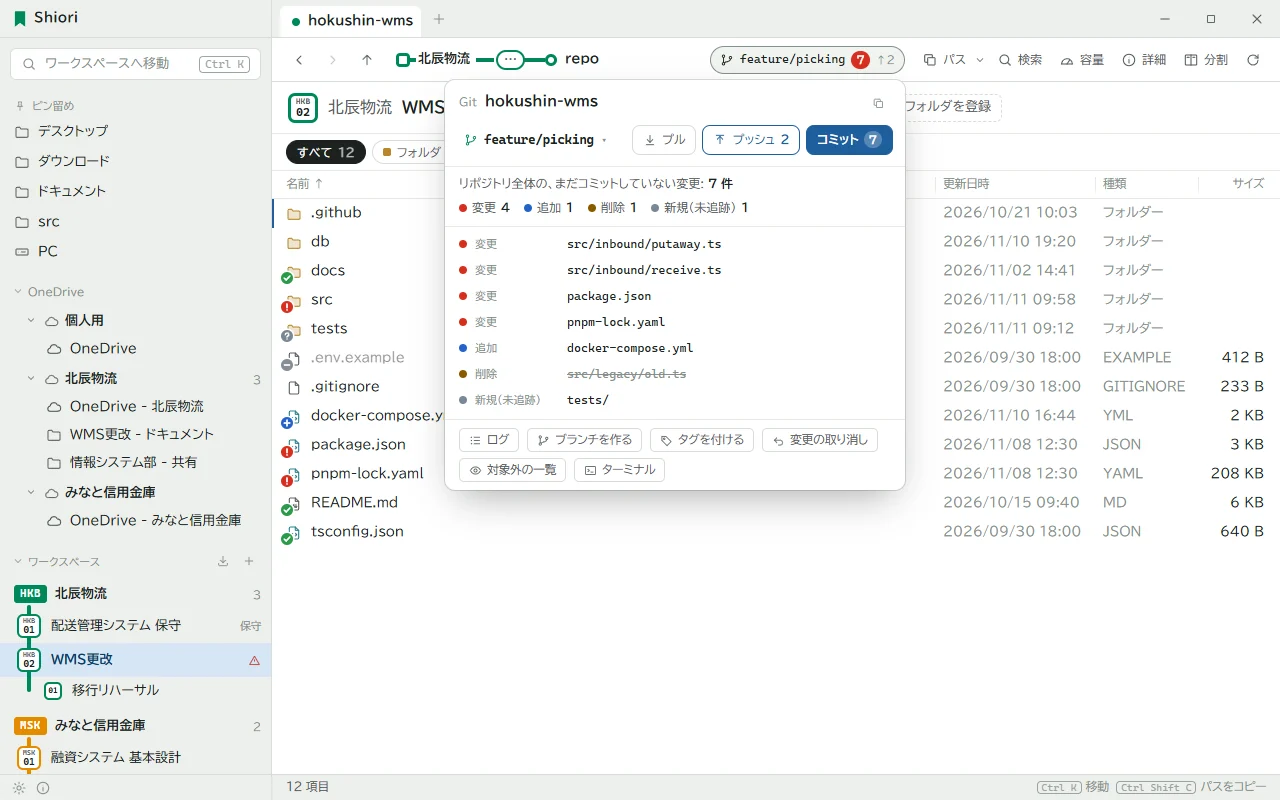 Shiori
hokushin-wms
ワークスペースへ移動 Ctrl K
北辰物流 … repo
feature/picking 7 ↑2
パス 検索 容量 詳細 分割
ピン留め
デスクトップ
ダウンロード
ドキュメント
src
PC
OneDrive
個人用
OneDrive
北辰物流 3
OneDrive - 北辰物流
WMS更改 - ドキュメント
情報システム部 - 共有
みなと信用金庫
OneDrive - みなと信用金庫
ワークスペース
HKB 北辰物流 3
HKB 01 配送管理システム 保守 保守
HKB 02 WMS更改
01 移行リハーサル
MSK みなと信用金庫 2
MSK 01 融資システム 基本設計
HKB 02 北辰物流 WMS
フォルダを登録
すべて 12 フォルダ
名前 ↑ 更新日時 種類 サイズ
.github 2026/10/21 10:03 フォルダー
db 2026/11/10 19:20 フォルダー
docs 2026/11/02 14:41 フォルダー
src 2026/11/11 09:58 フォルダー
tests 2026/11/11 09:12 フォルダー
.env.example 2026/09/30 18:00 EXAMPLE 412 B
.gitignore 2026/09/30 18:00 GITIGNORE 233 B
docker-compose.y 2026/11/10 16:44 YML 2 KB
package.json 2026/11/08 12:30 JSON 3 KB
pnpm-lock.yaml 2026/11/08 12:30 YAML 208 KB
README.md 2026/10/15 09:40 MD 6 KB
tsconfig.json 2026/09/30 18:00 JSON 640 B
Git hokushin-wms
feature/picking プル プッシュ 2 コミット 7
リポジトリ全体の、まだコミットしていない変更: 7 件
変更 4 追加 1 削除 1 新規(未追跡) 1
変更 src/inbound/putaway.ts
変更 src/inbound/receive.ts
変更 package.json
変更 pnpm-lock.yaml
追加 docker-compose.yml
削除 src/legacy/old.ts
新規(未追跡) tests/
ログ ブランチを作る タグを付ける 変更の取り消し
対象外の一覧 ターミナル
12 項目
Ctrl K 移動 Ctrl Shift C パスをコピー